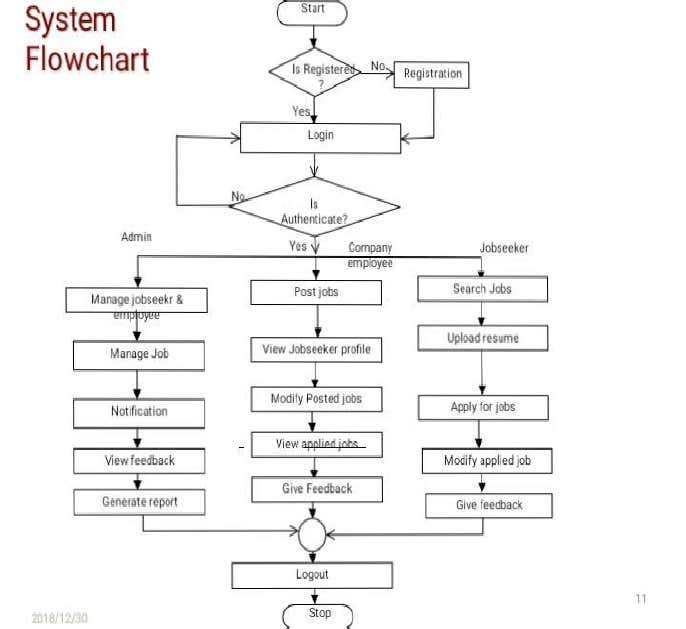 System
Flowchart
Start
Is Registered
?
No
Registration
Yes
Login
No
Is
Authenticate?
Yes
Admin
Company
employee
Jobseeker
Manage jobseekr &
employee
Manage Job
Notification
View feedback
Generate report
Post jobs
View Jobseeker profile
Modify Posted jobs
View applied jobs
Give Feedback
Search Jobs
Upload resume
Apply for jobs
Modify applied job
Give feedback
Logout
Stop
2018/12/30
11